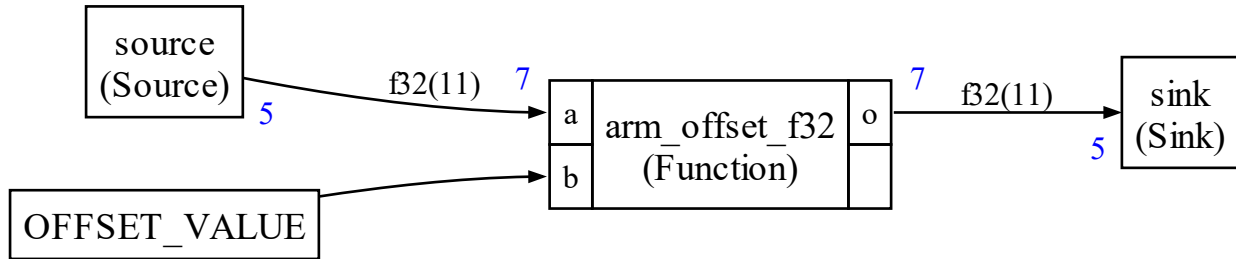 source
(Source)
5
f32(11)
7
a
b
arm_offset_f32
(Function)
o
7
f32(11)
5
sink
(Sink)
OFFSET_VALUE